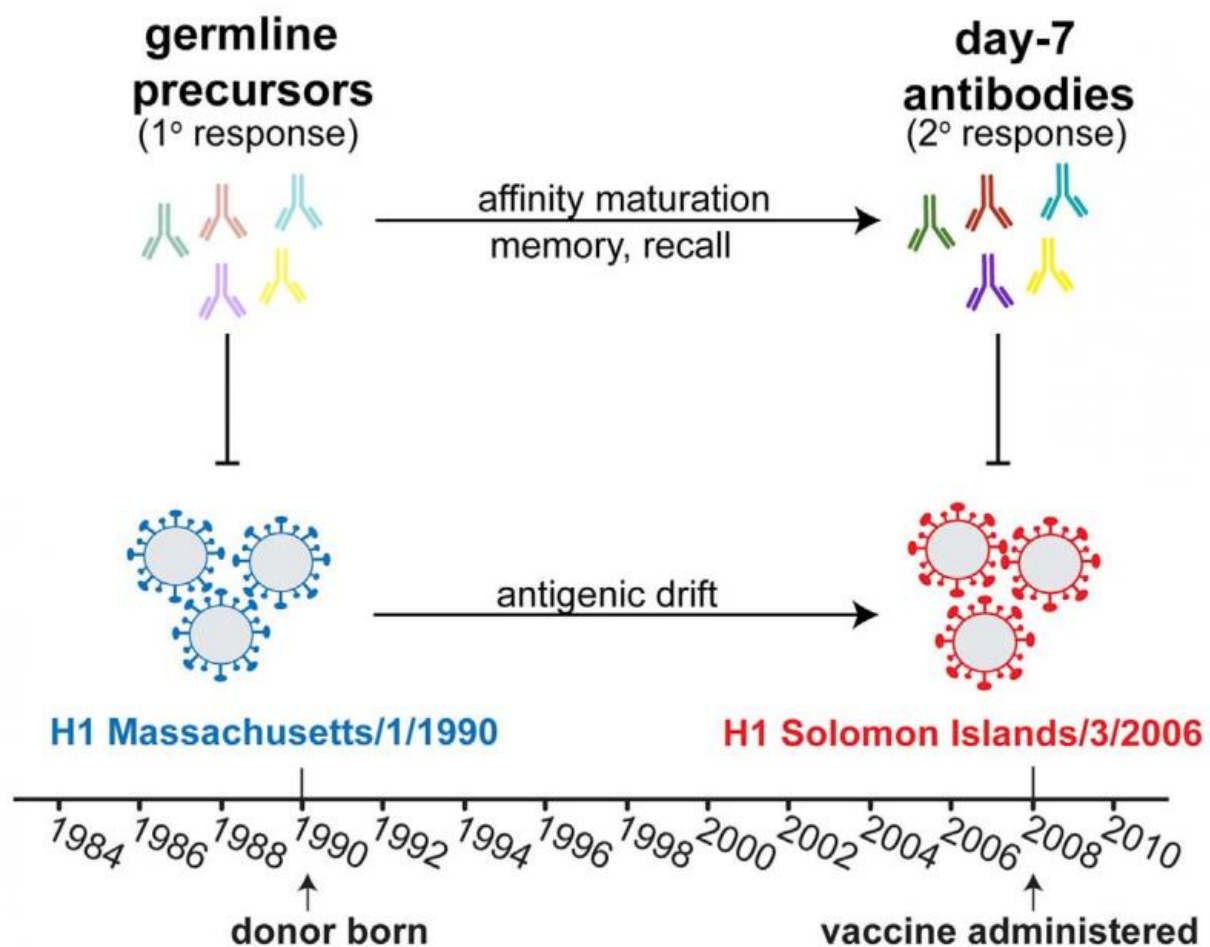 germline
precursors
(1º response)
day-7
antibodies
(2º response)
affinity maturation
memory, recall
antigenic drift
H1 Massachusetts/1/1990
H1 Solomon Islands/3/2006
1984 1986 1988 1990 1992 1994 1996 1998 2000 2002 2004 2006 2008 2010
donor born
vaccine administered